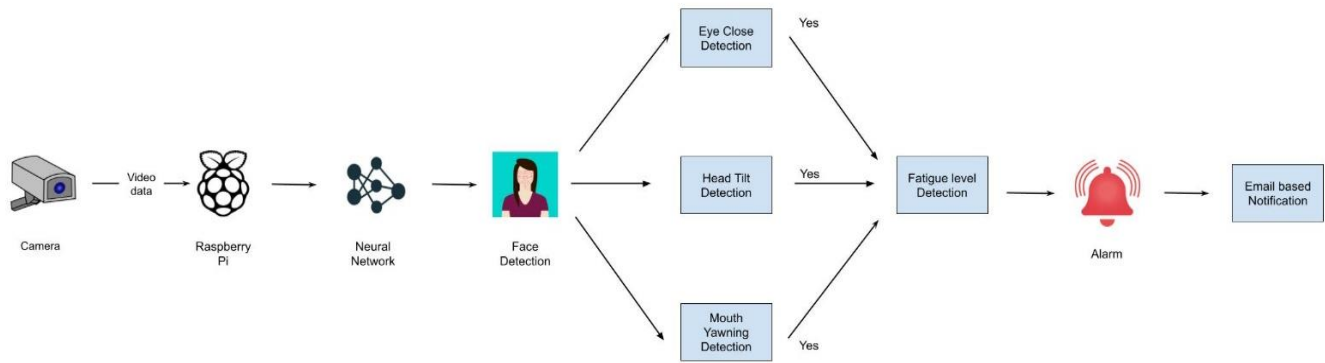 Camera
Video
data
Raspberry
Pi
Neural
Network
Face
Detection
Eye Close
Detection
Yes
Head Tilt
Detection
Yes
Mouth
Yawning
Detection
Yes
Fatigue level
Detection
Alarm
Email based
Notification